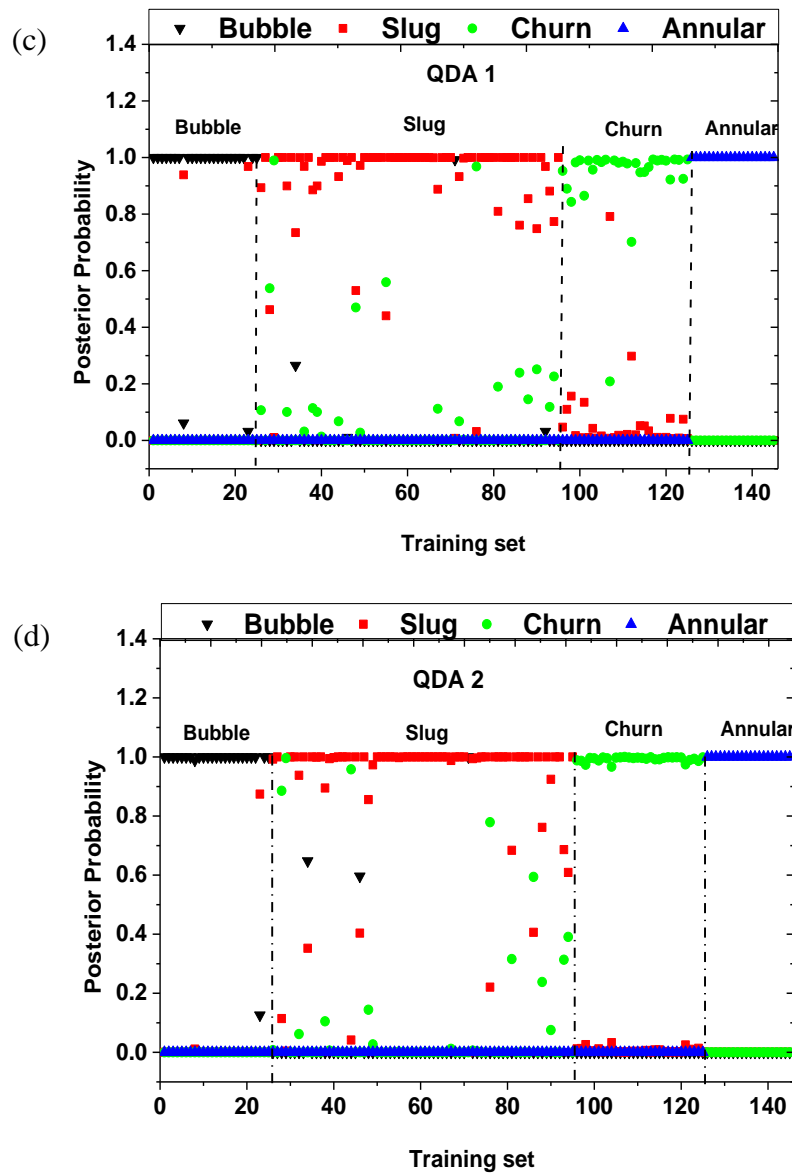 (c)
Bubble Slug Churn Annular
1.4
QDA 1
1.2
Bubble Slug Churn Annular
1.0
0.8
0.6
0.4
0.2
0.0
Posterior Probability
0 20 40 60 80 100 120 140
Training set
(d)
Bubble Slug Churn Annular
1.4
QDA 2
1.2
Bubble Slug Churn Annular
1.0
0.8
0.6
0.4
0.2
0.0
Posterior Probability
0 20 40 60 80 100 120 140
Training set